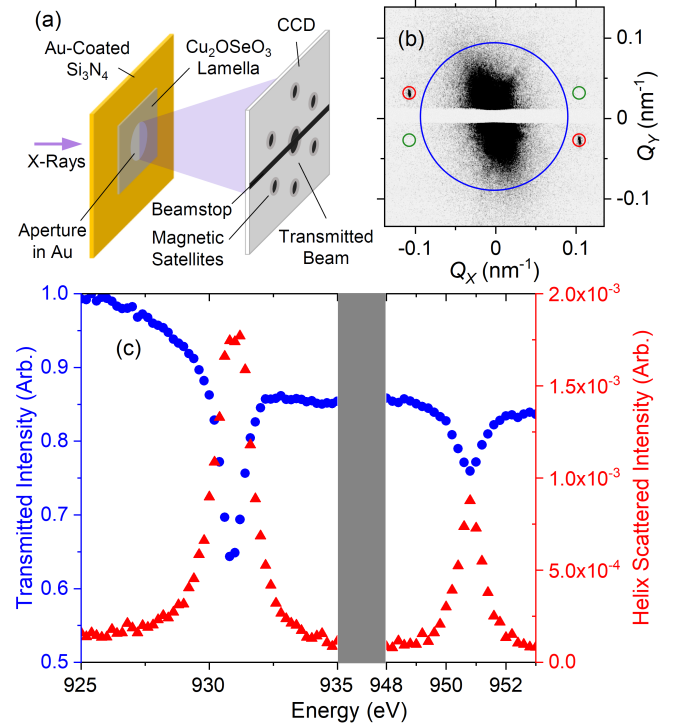 (a)
Au-Coated
Si₃N₄
Cu₂OSeO₃
Lamella
CCD
X-Rays
Aperture
in Au
Beamstop
Magnetic
Satellites
Transmitted
Beam
(b)
0.1
0
-0.1
Q_Y (nm⁻¹)
-0.1
0
0.1
Q_X (nm⁻¹)
(c)
1.0
0.9
0.8
0.7
0.6
0.5
Transmitted Intensity (Arb.)
2.0x10⁻³
1.5x10⁻³
1.0x10⁻³
5.0x10⁻⁴
0.0
Helix Scattered Intensity (Arb.)
925
930
935
948
950
952
Energy (eV)